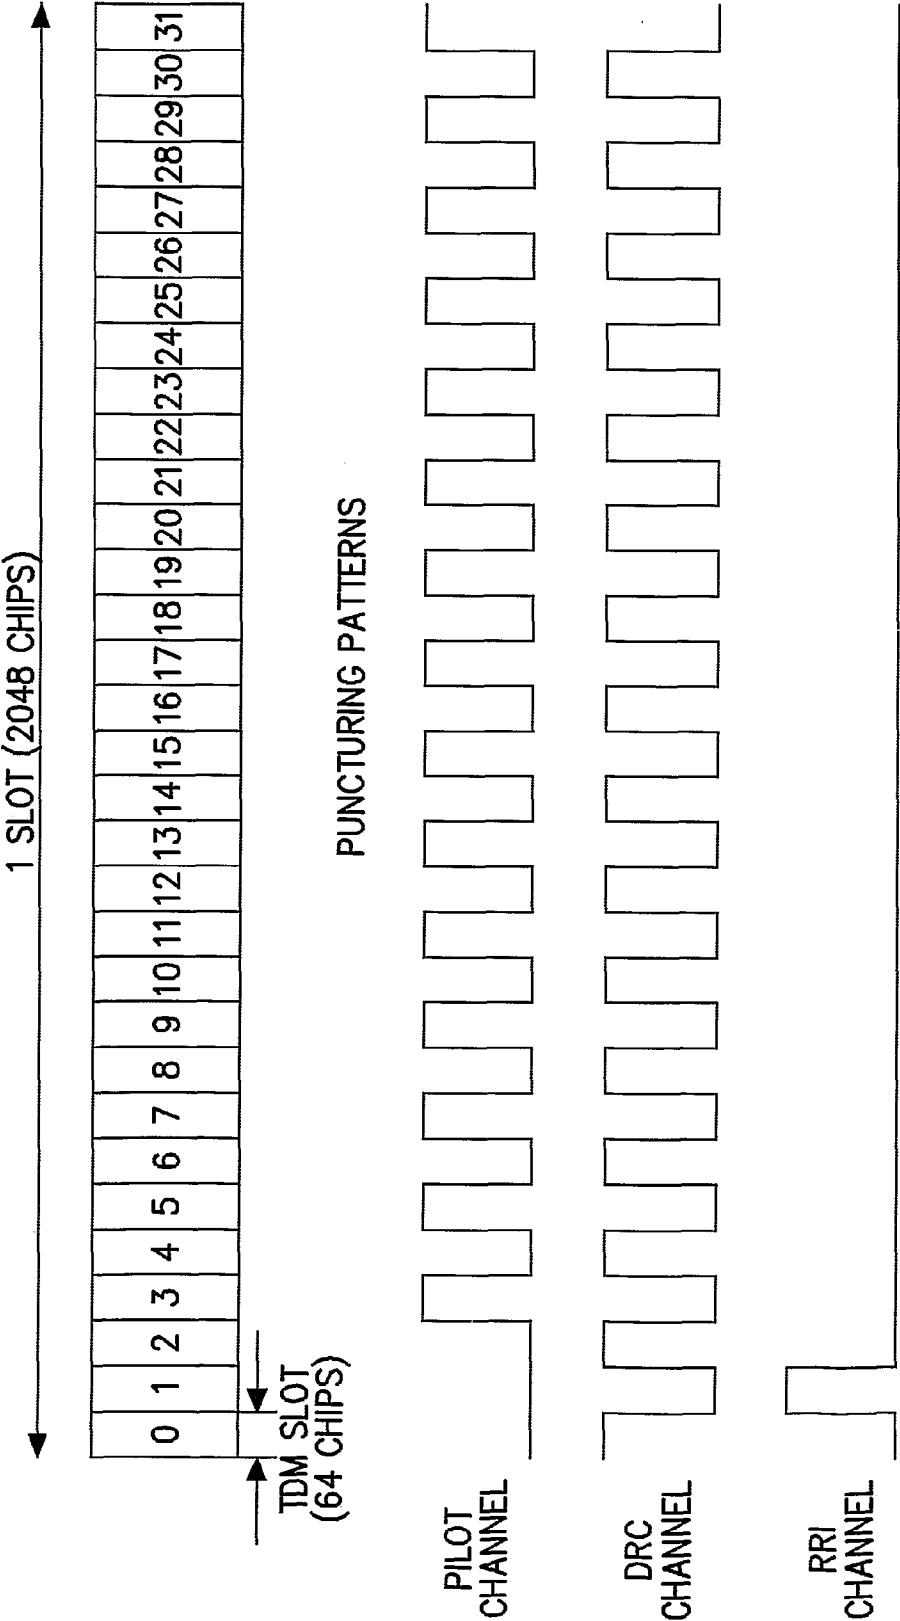 1 SLOT (2048 CHIPS)
0 1 2 3 4 5 6 7 8 9 10 11 12 13 14 15 16 17 18 19 20 21 22 23 24 25 26 27 28 29 30 31
TDM SLOT
(64 CHIPS)
PUNCTURING PATTERNS
PILOT
CHANNEL
DRC
CHANNEL
RRI
CHANNEL